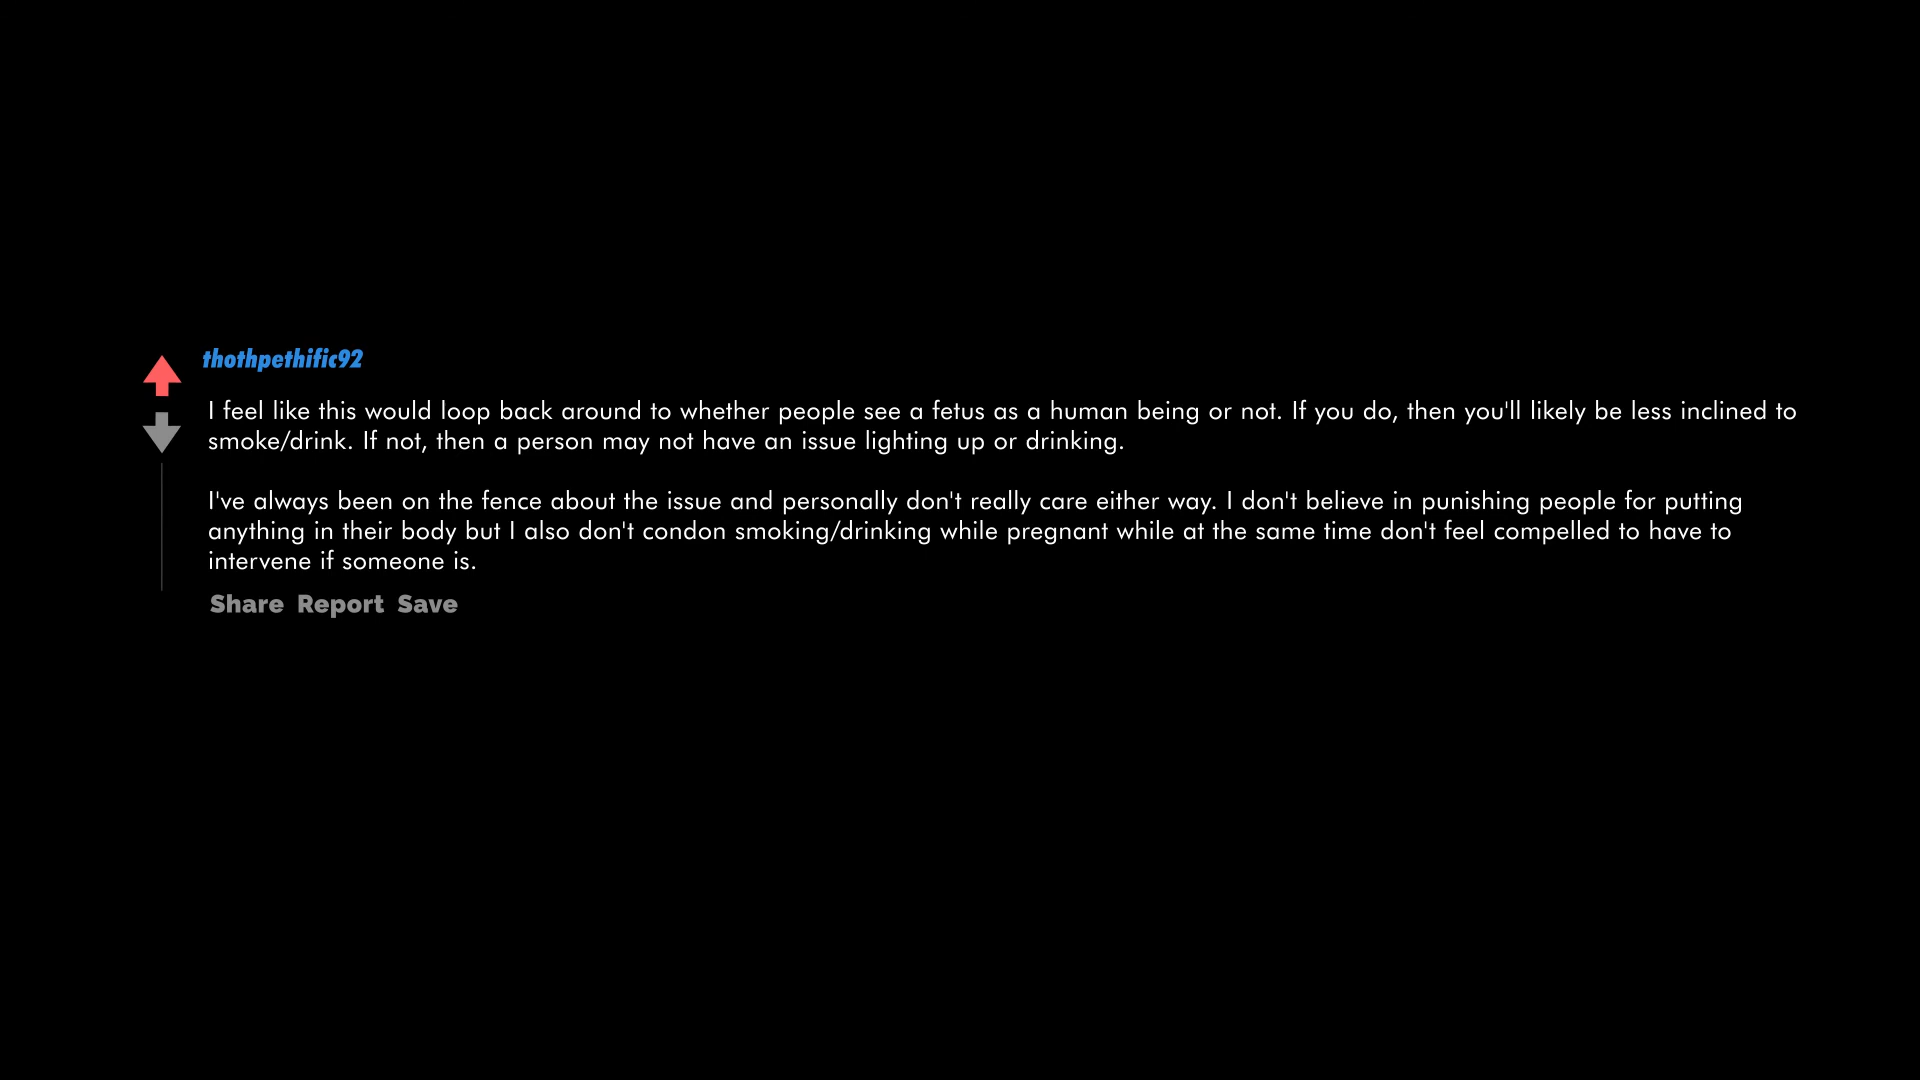 thothpethific92
I feel like this would loop back around to whether people see a fetus as a human being or not. If you do, then you'll likely be less inclined to
smoke/drink. If not, then a person may not have an issue lighting up or drinking.
I've always been on the fence about the issue and personally don't really care either way. I don't believe in punishing people for putting
anything in their body but I also don't condon smoking/drinking while pregnant while at the same time don't feel compelled to have to
intervene if someone is.
Share Report Save